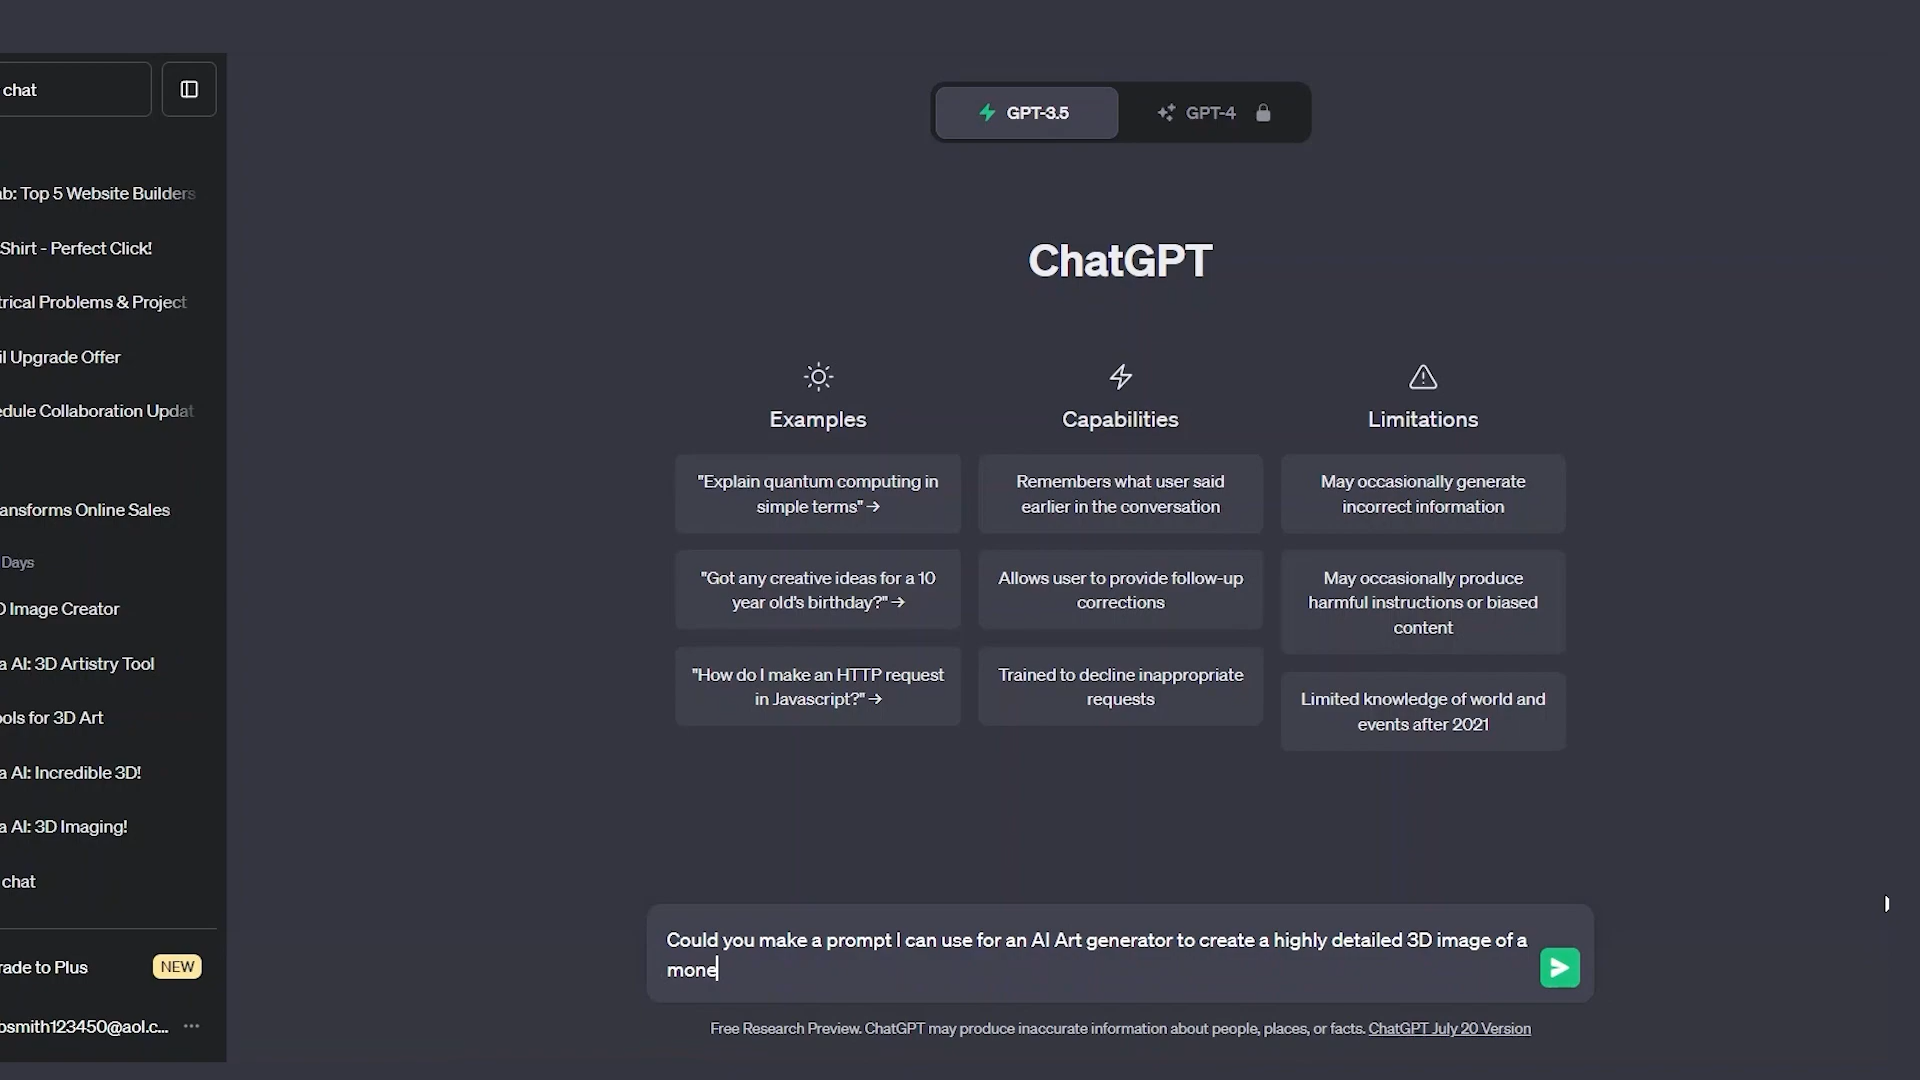 chat
ab: Top 5 Website Builders
Shirt - Perfect Click!
trical Problems & Project
il Upgrade Offer
edule Collaboration Updat
ansforms Online Sales
Days
D Image Creator
a AI: 3D Artistry Tool
ools for 3D Art
a AI: Incredible 3D!
a AI: 3D Imaging!
chat
rade to Plus
NEW
osmith123450@aol.c...
GPT-3.5
GPT-4
ChatGPT
Examples
"Explain quantum computing in
simple terms" →
"Got any creative ideas for a 10
year old's birthday?" →
"How do I make an HTTP request
in Javascript?" →
Capabilities
Remembers what user said
earlier in the conversation
Allows user to provide follow-up
corrections
Trained to decline inappropriate
requests
Limitations
May occasionally generate
incorrect information
May occasionally produce
harmful instructions or biased
content
Limited knowledge of world and
events after 2021
Could you make a prompt I can use for an AI Art generator to create a highly detailed 3D image of a
mone
Free Research Preview. ChatGPT may produce inaccurate information about people, places, or facts. ChatGPT July 20 Version